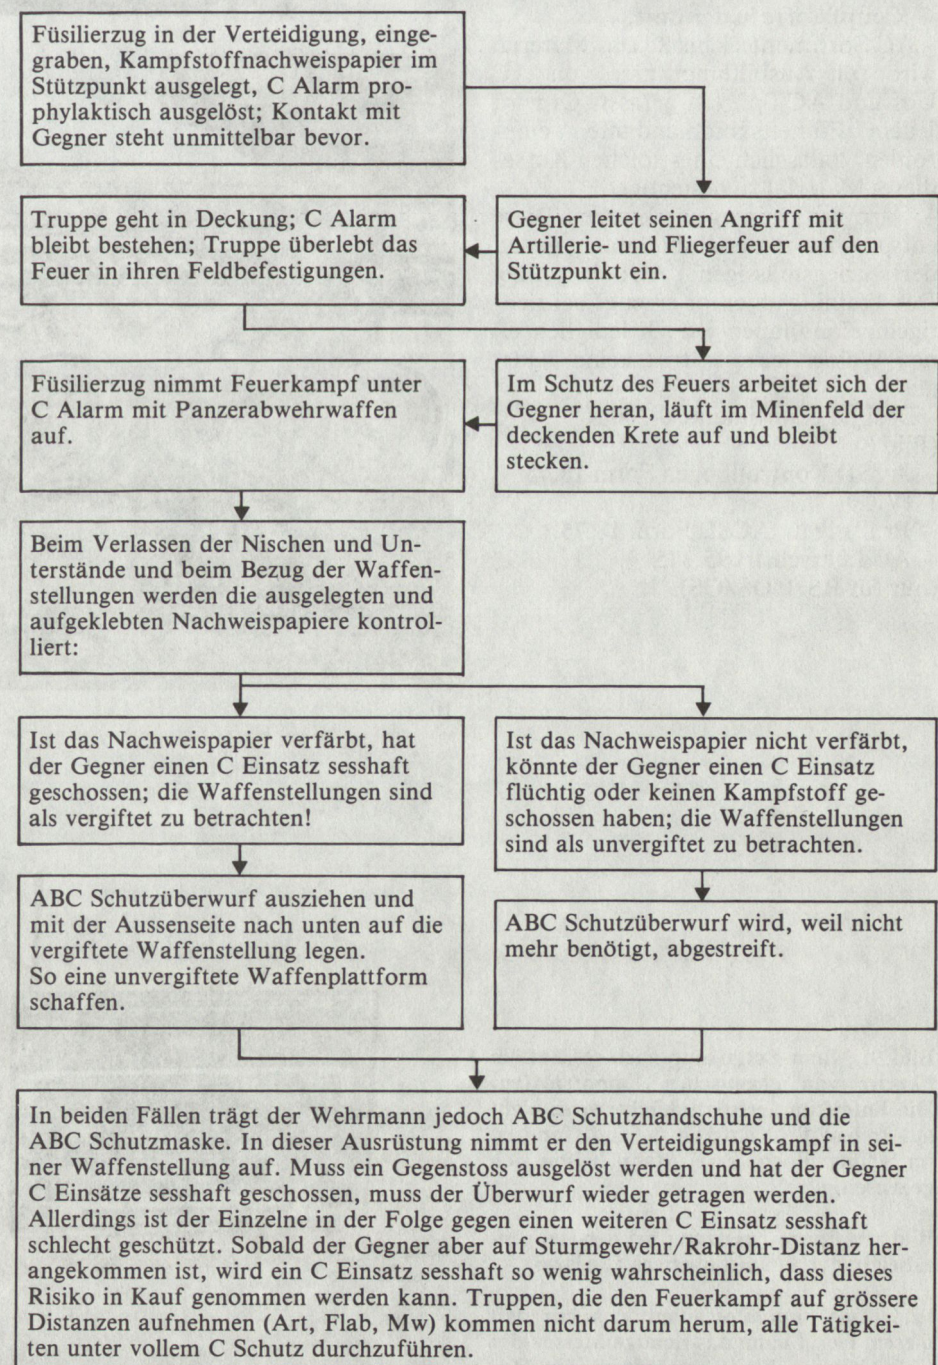 Füsilierzug in der Verteidigung, einge-
graben, Kampfstoffnachweispapier im
Stützpunkt ausgelegt, C Alarm pro-
phylaktisch ausgelöst; Kontakt mit
Gegner steht unmittelbar bevor.
Gegner leitet seinen Angriff mit
Artillerie- und Fliegerfeuer auf den
Stützpunkt ein.
Truppe geht in Deckung; C Alarm
bleibt bestehen; Truppe überlebt das
Feuer in ihren Feldbefestigungen.
Im Schutz des Feuers arbeitet sich der
Gegner heran, läuft im Minenfeld der
deckenden Krete auf und bleibt
stecken.
Füsilierzug nimmt Feuerkampf unter
C Alarm mit Panzerabwehrwaffen
auf.
Beim Verlassen der Nischen und Un-
terstände und beim Bezug der Waffen-
stellungen werden die ausgelegten und
aufgeklebten Nachweispapiere kontrol-
liert:
Ist das Nachweispapier verfärbt, hat
der Gegner einen C Einsatz sesshaft
geschossen; die Waffenstellungen sind
als vergiftet zu betrachten!
Ist das Nachweispapier nicht verfärbt,
könnte der Gegner einen C Einsatz
flüchtig oder keinen Kampfstoff ge-
schossen haben; die Waffenstellungen
sind als unvergiftet zu betrachten.
ABC Schutzüberwurf ausziehen und
mit der Aussenseite nach unten auf die
vergiftete Waffenstellung legen.
So eine unvergiftete Waffenplattform
schaffen.
ABC Schutzüberwurf wird, weil nicht
mehr benötigt, abgestreift.
In beiden Fällen trägt der Wehrmann jedoch ABC Schutzhandschuhe und die
ABC Schutzmaske. In dieser Ausrüstung nimmt er den Verteidigungskampf in sei-
ner Waffenstellung auf. Muss ein Gegenstoss ausgelöst werden und hat der Gegner
C Einsätze sesshaft geschossen, muss der Überwurf wieder getragen werden.
Allerdings ist der Einzelne in der Folge gegen einen weiteren C Einsatz sesshaft
schlecht geschützt. Sobald der Gegner aber auf Sturmgewehr/Rakrohr-Distanz her-
angekommen ist, wird ein C Einsatz sesshaft so wenig wahrscheinlich, dass dieses
Risiko in Kauf genommen werden kann. Truppen, die den Feuerkampf auf grössere
Distanzen aufnehmen (Art, Flab, Mw) kommen nicht darum herum, alle Tätigkei-
ten unter vollem C Schutz durchzuführen.